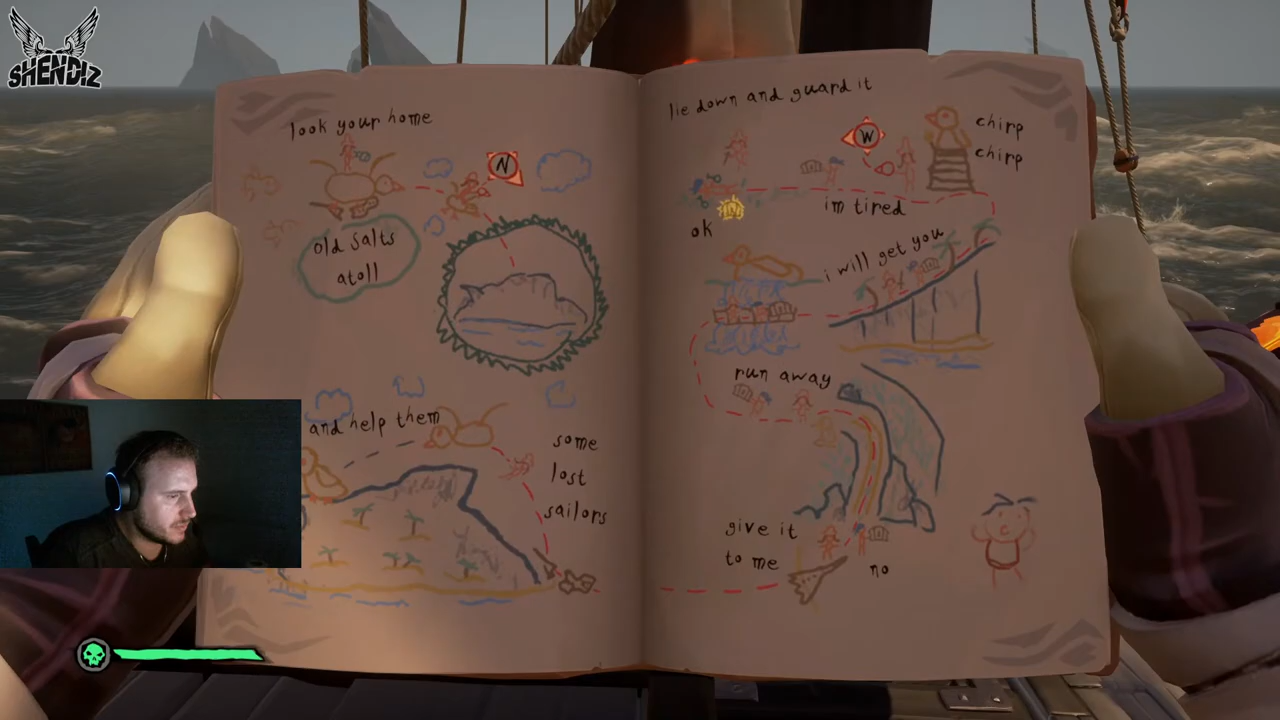 SHENDIZ
look your home
N
old salts
atoll
and help them
some
lost
sailors
lie down and guard it
W
chirp
chirp
im tired
ok
i will get you
run away
give it
to me
no